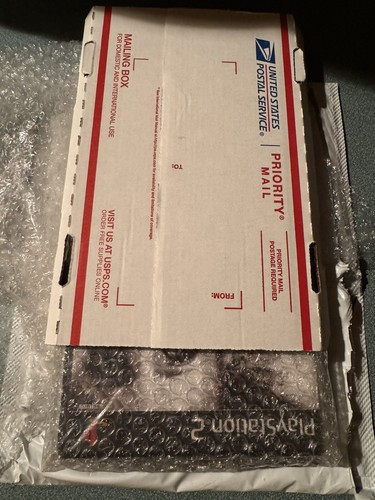 UNITED STATES
POSTAL SERVICE®
PRIORITY®
MAIL
PRIORITY MAIL
POSTAGE REQUIRED
MAILING BOX
FOR DOMESTIC AND INTERNATIONAL USE
TO:
FROM:
VISIT US AT USPS.COM®
ORDER FREE SUPPLIES ONLINE
PlayStation 2